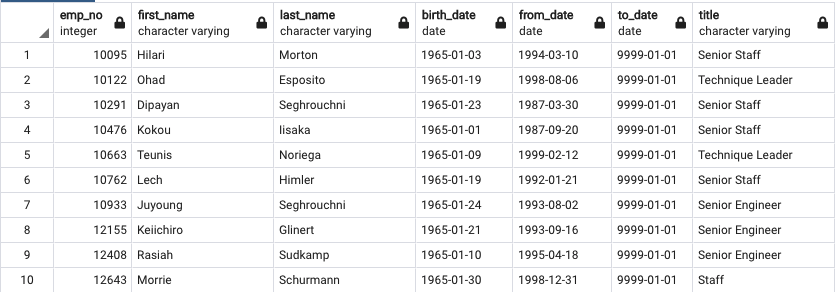 emp_no first_name last_name birth_date from_date to_date title
integer character varying character varying date date date character varying
1 10095 Hilari Morton 1965-01-03 1994-03-10 9999-01-01 Senior Staff
2 10122 Ohad Esposito 1965-01-19 1998-08-06 9999-01-01 Technique Leader
3 10291 Dipayan Seghrouchni 1965-01-23 1987-03-30 9999-01-01 Senior Staff
4 10476 Kokou Iisaka 1965-01-01 1987-09-20 9999-01-01 Senior Staff
5 10663 Teunis Noriega 1965-01-09 1999-02-12 9999-01-01 Technique Leader
6 10762 Lech Himler 1965-01-19 1992-01-21 9999-01-01 Senior Staff
7 10933 Juyoung Seghrouchni 1965-01-24 1993-08-02 9999-01-01 Senior Engineer
8 12155 Keiichiro Glinert 1965-01-21 1993-09-16 9999-01-01 Senior Engineer
9 12408 Rasiah Sudkamp 1965-01-10 1995-04-18 9999-01-01 Senior Engineer
10 12643 Morrie Schurmann 1965-01-30 1998-12-31 9999-01-01 Staff